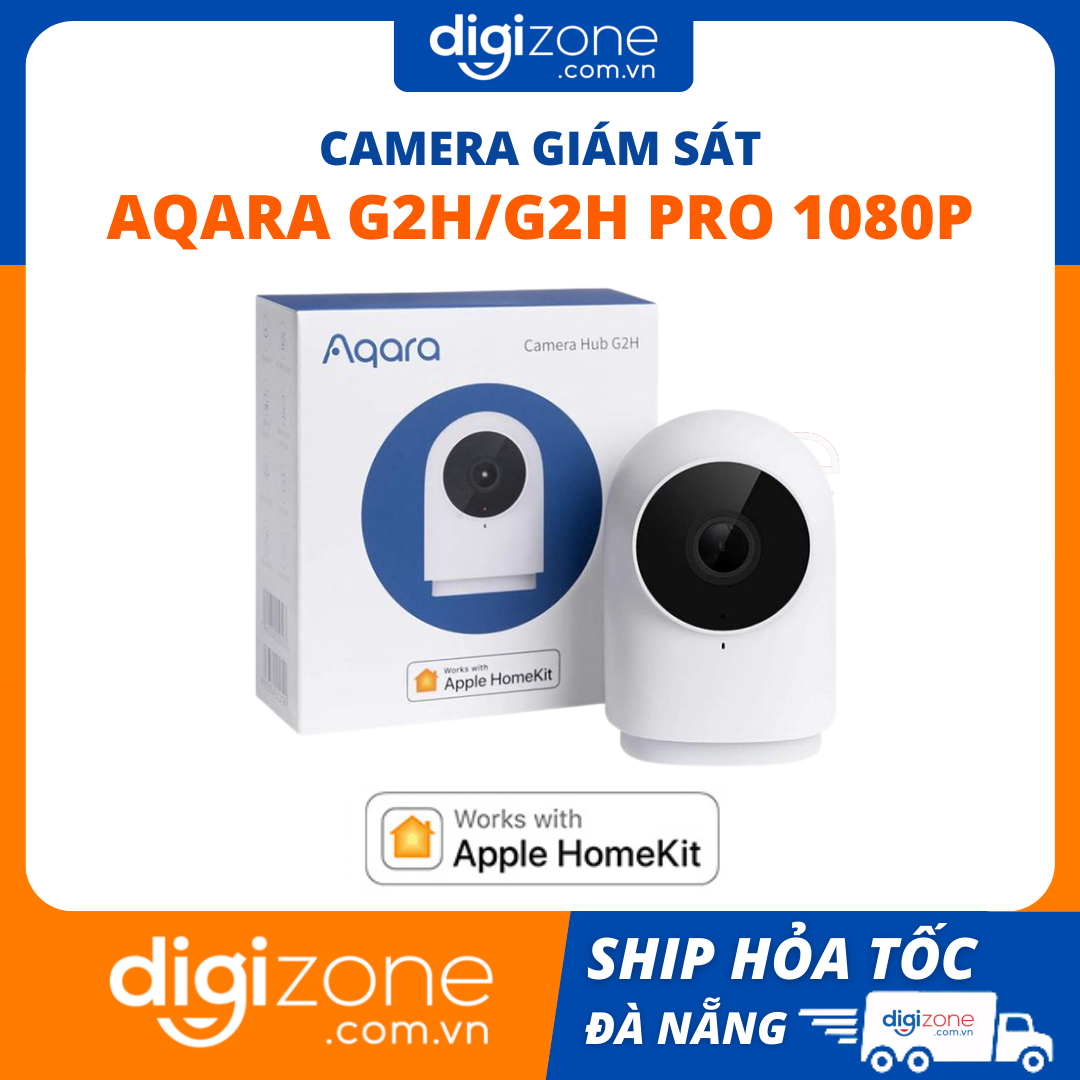 digizone
.com.vn
CAMERA GIÁM SÁT
AQARA G2H/G2H PRO 1080P
Aqara
Camera Hub G2H
Works with
Apple HomeKit
Works with
Apple HomeKit
digizone
.com.vn
SHIP HỎA TỐC
ĐÀ NẴNG
digizone
.com.vn